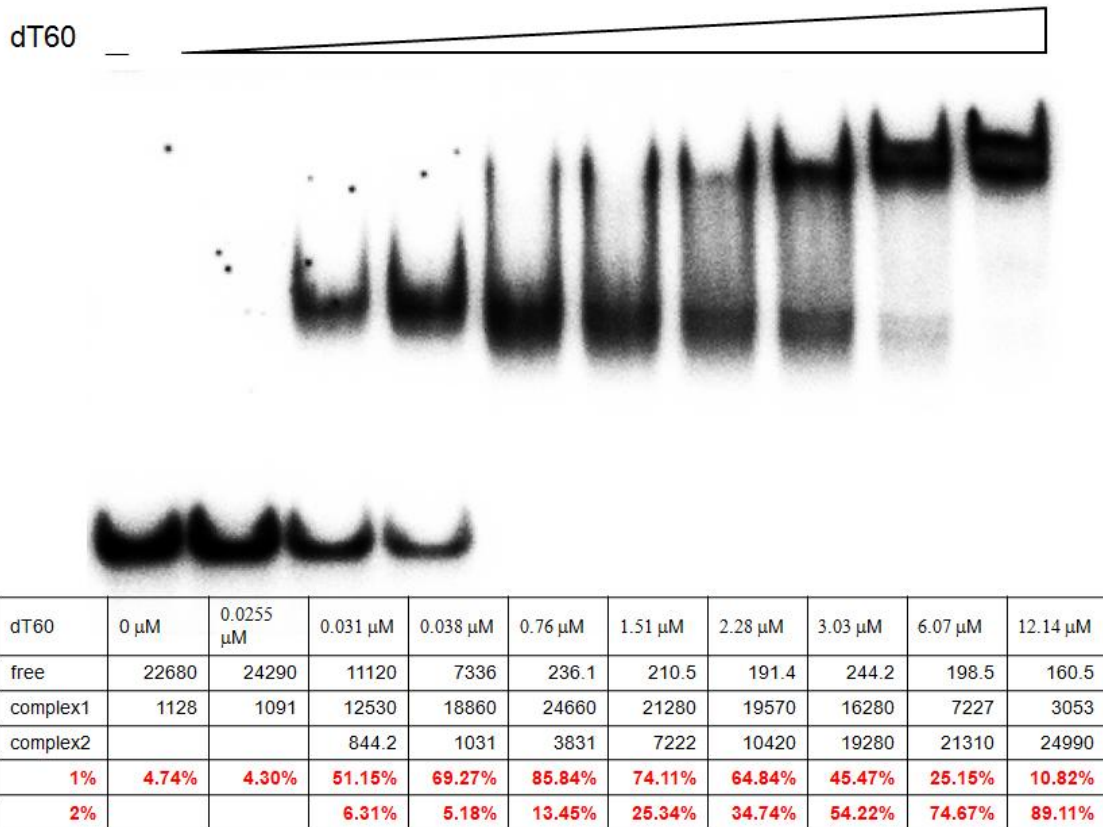 dT60
dT60 0 μM 0.0255 μM 0.031 μM 0.038 μM 0.76 μM 1.51 μM 2.28 μM 3.03 μM 6.07 μM 12.14 μM
free 22680 24290 11120 7336 236.1 210.5 191.4 244.2 198.5 160.5
complex1 1128 1091 12530 18860 24660 21280 19570 16280 7227 3053
complex2 844.2 1031 3831 7222 10420 19280 21310 24990
1% 4.74% 4.30% 51.15% 69.27% 85.84% 74.11% 64.84% 45.47% 25.15% 10.82%
2% 6.31% 5.18% 13.45% 25.34% 34.74% 54.22% 74.67% 89.11%